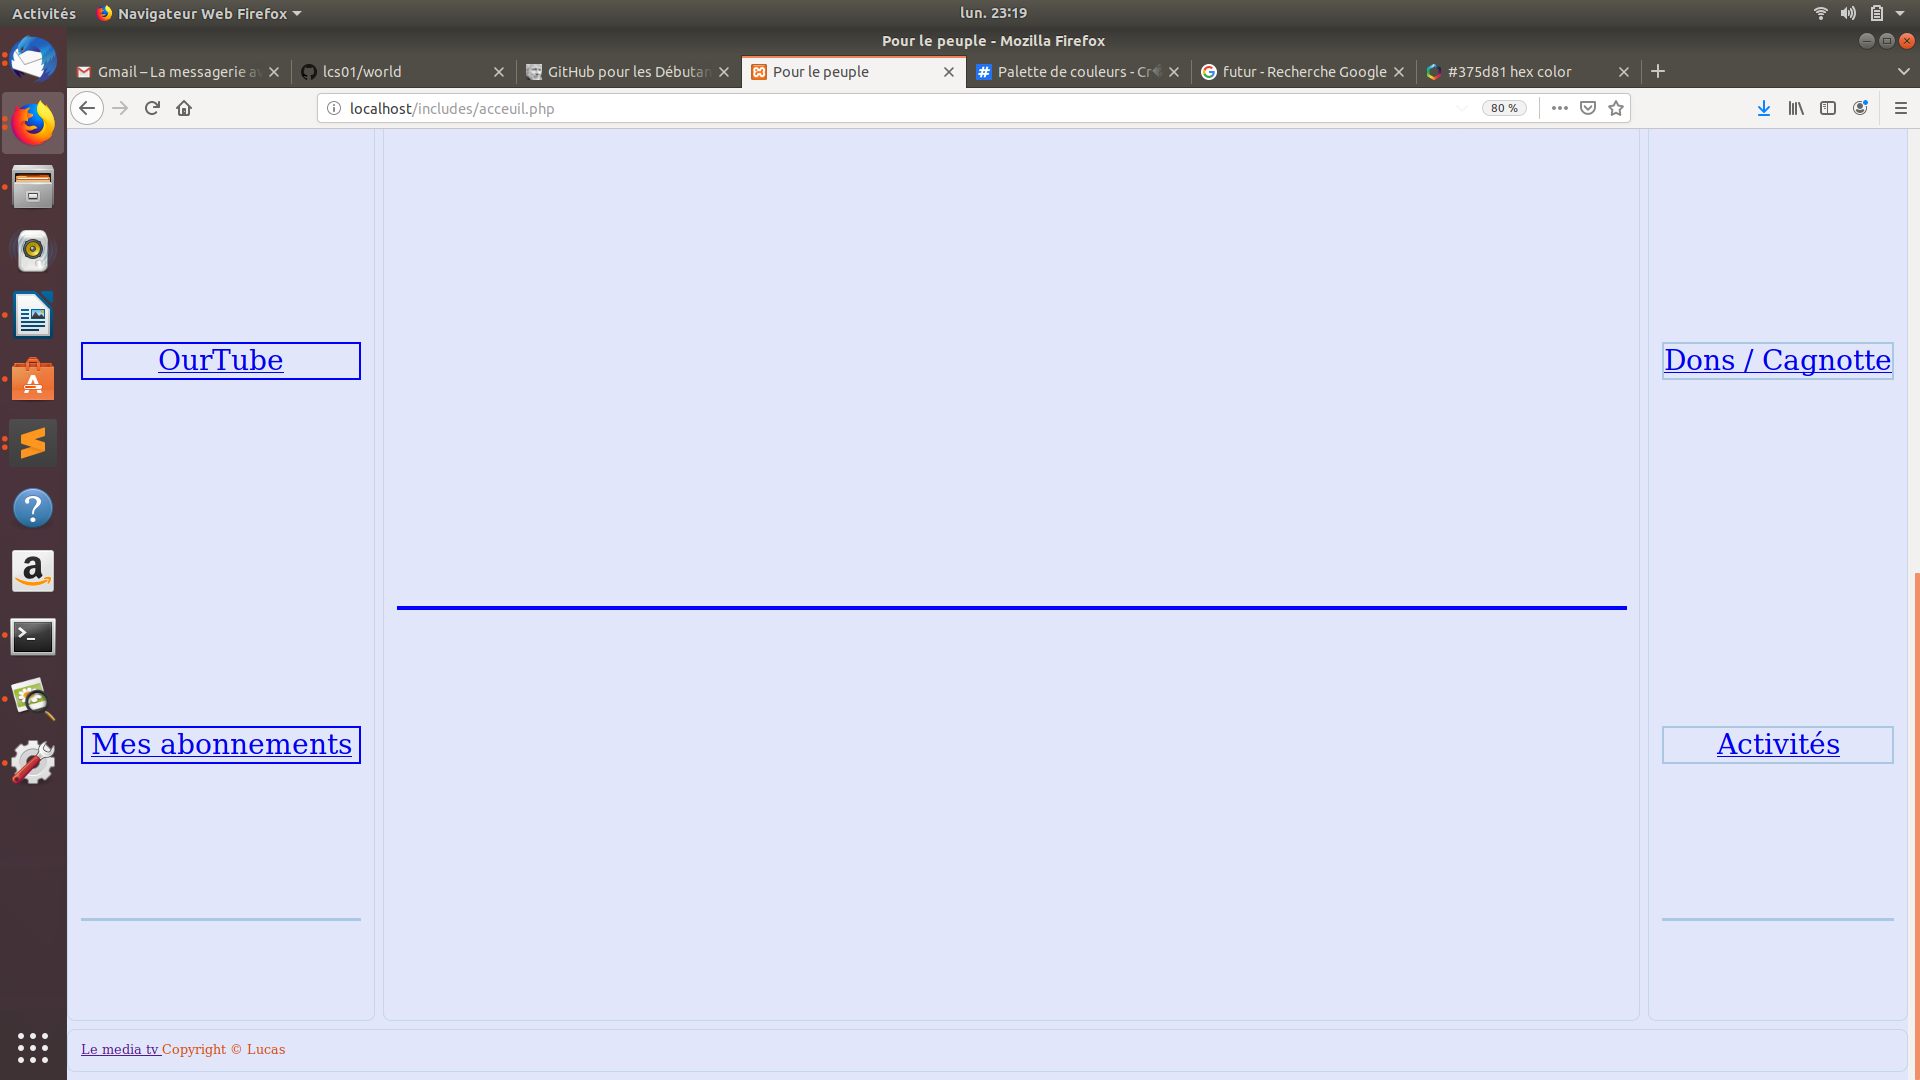 Activités Navigateur Web Firefox lun. 23:19
Pour le peuple - Mozilla Firefox
Gmail – La messagerie av lcs01/world GitHub pour les Débutan Pour le peuple Palette de couleurs - Cr futur - Recherche Google #375d81 hex color
localhost/includes/acceuil.php 80 %
OurTube Dons / Cagnotte
Mes abonnements Activités
Le media tv Copyright © Lucas